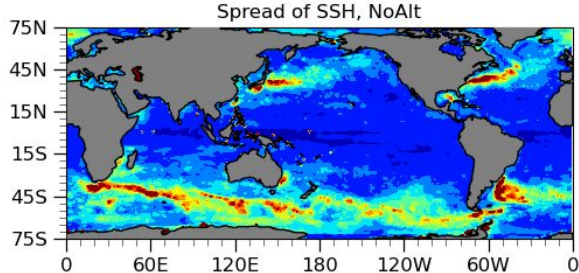 Spread of SSH, NoAlt
75N
45N
15N
15S
45S
75S
0 60E 120E 180 120W 60W 0